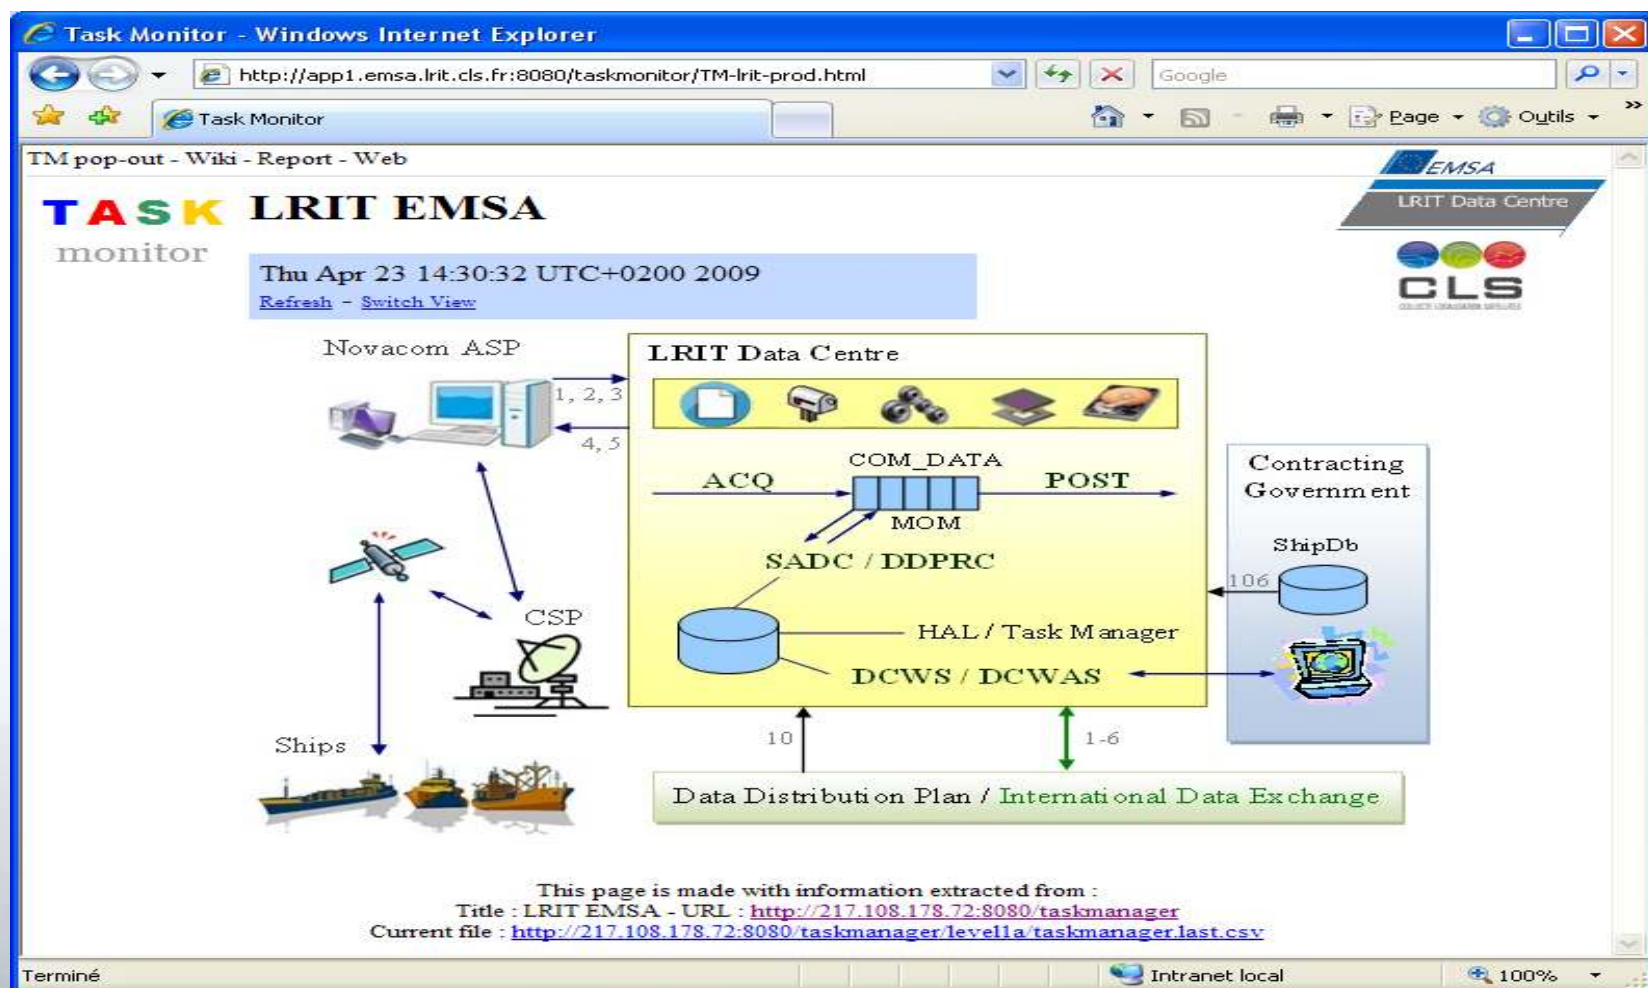 Task Monitor - Windows Internet Explorer
http://app1.emsa.lrit.cls.fr:8080/taskmonitor/TM-lrit-prod.html
Google
Task Monitor
Page
Outils
TM pop-out - Wiki - Report - Web
EMSA
LRIT Data Centre
TASK
monitor
LRIT EMSA
CLS
COLLECTE LOCALISATION SATELLITES
Thu Apr 23 14:30:32 UTC+0200 2009
Refresh - Switch View
Novacom ASP
1, 2, 3
4, 5
LRIT Data Centre
COM_DATA
ACQ
POST
MOM
SADC / DDPRC
HAL / Task Manager
DCWS / DCWAS
Contracting
Government
ShipDb
106
CSP
Ships
10
1-6
Data Distribution Plan / International Data Exchange
This page is made with information extracted from :
Title : LRIT EMSA - URL : http://217.108.178.72:8080/taskmanager
Current file : http://217.108.178.72:8080/taskmanager/level1a/taskmanager.last.csv
Terminé
Intranet local
100%